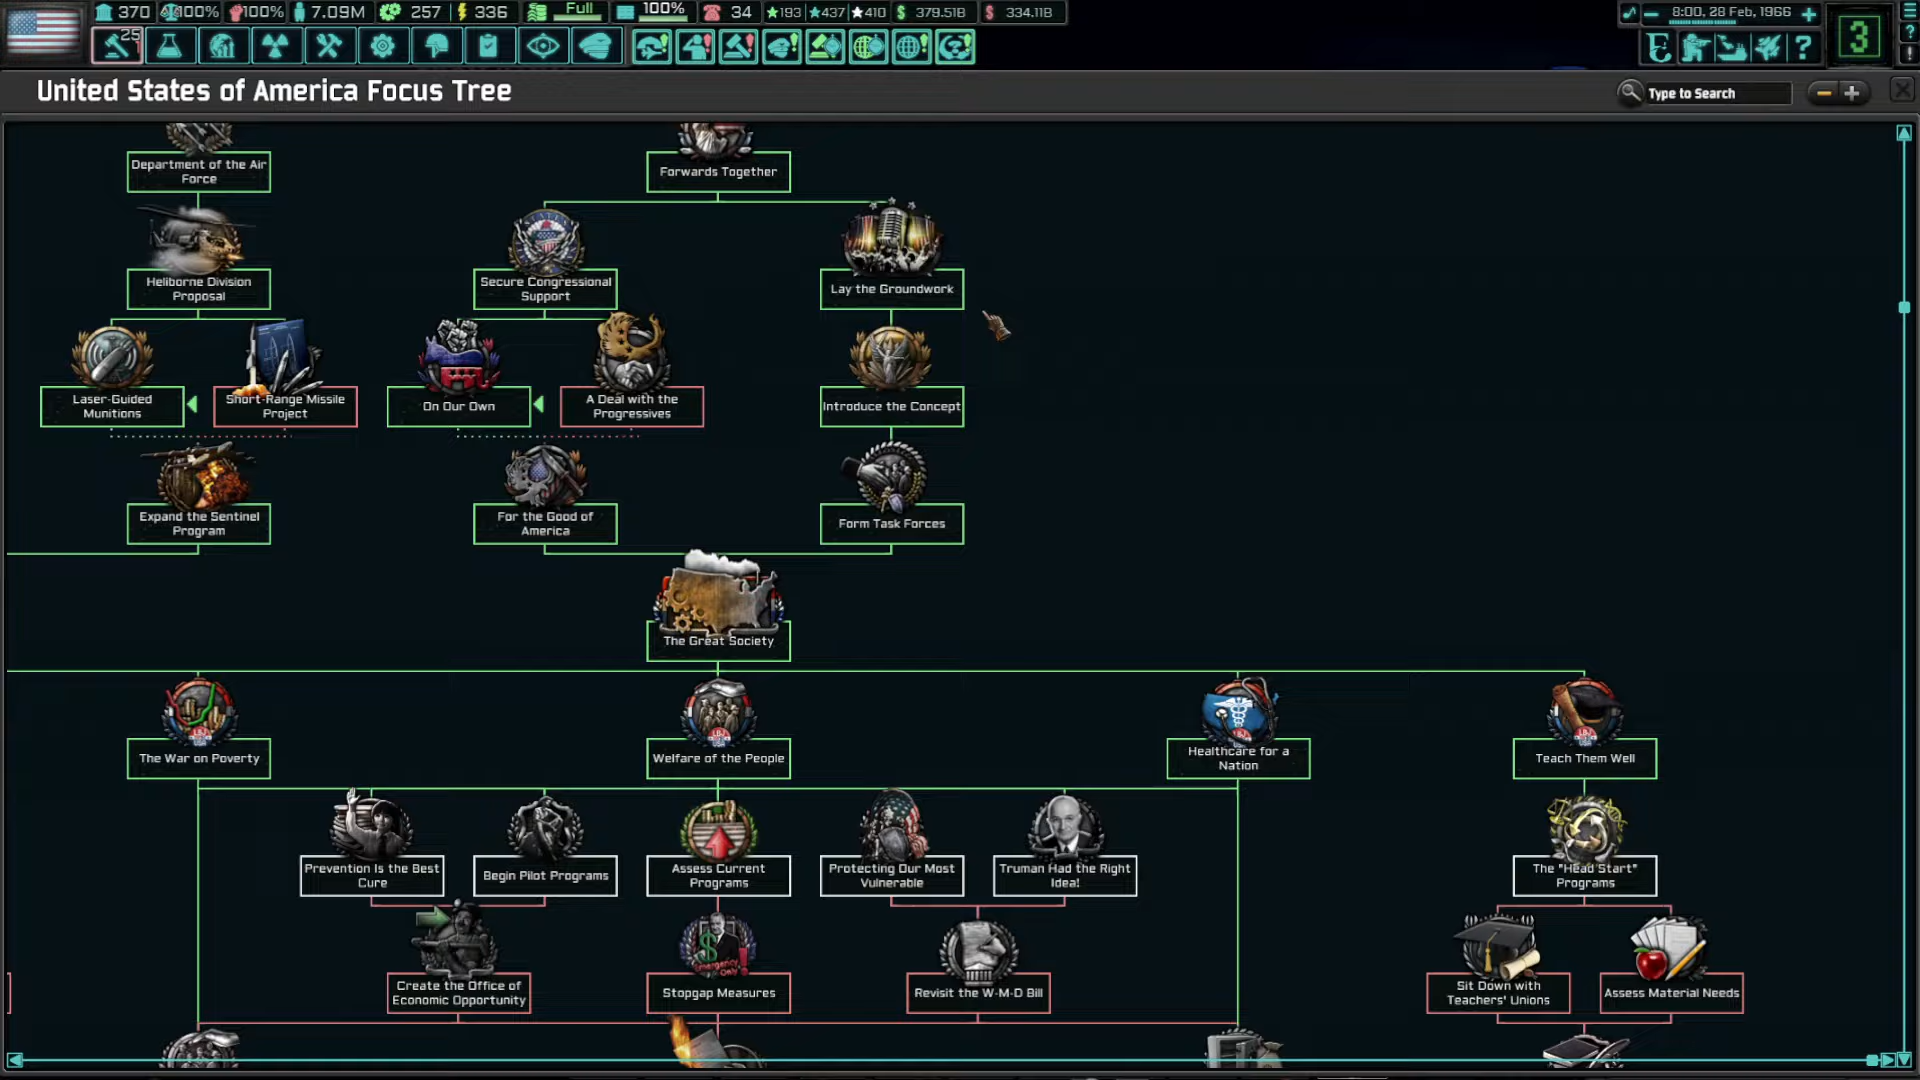 370 100% 100% 7.09M 257 336 Full 100% 34 193 437 410 $ 379.51B $ 334.11B
8:00, 28 Feb, 1966
25
3
United States of America Focus Tree
Type to Search
Department of the Air
Force
Forwards Together
Heliborne Division
Proposal
Secure Congressional
Support
Lay the Groundwork
Laser-Guided
Munitions
Short-Range Missile
Project
On Our Own
A Deal with the
Progressives
Introduce the Concept
Expand the Sentinel
Program
For the Good of
America
Form Task Forces
The Great Society
The War on Poverty
Welfare of the People
Healthcare for a
Nation
Teach Them Well
Prevention Is the Best
Cure
Begin Pilot Programs
Assess Current
Programs
Protecting Our Most
Vulnerable
Truman Had the Right
Idea!
The "Head Start"
Programs
Create the Office of
Economic Opportunity
Stopgap Measures
Revisit the W-M-D Bill
Sit Down with
Teachers' Unions
Assess Material Needs